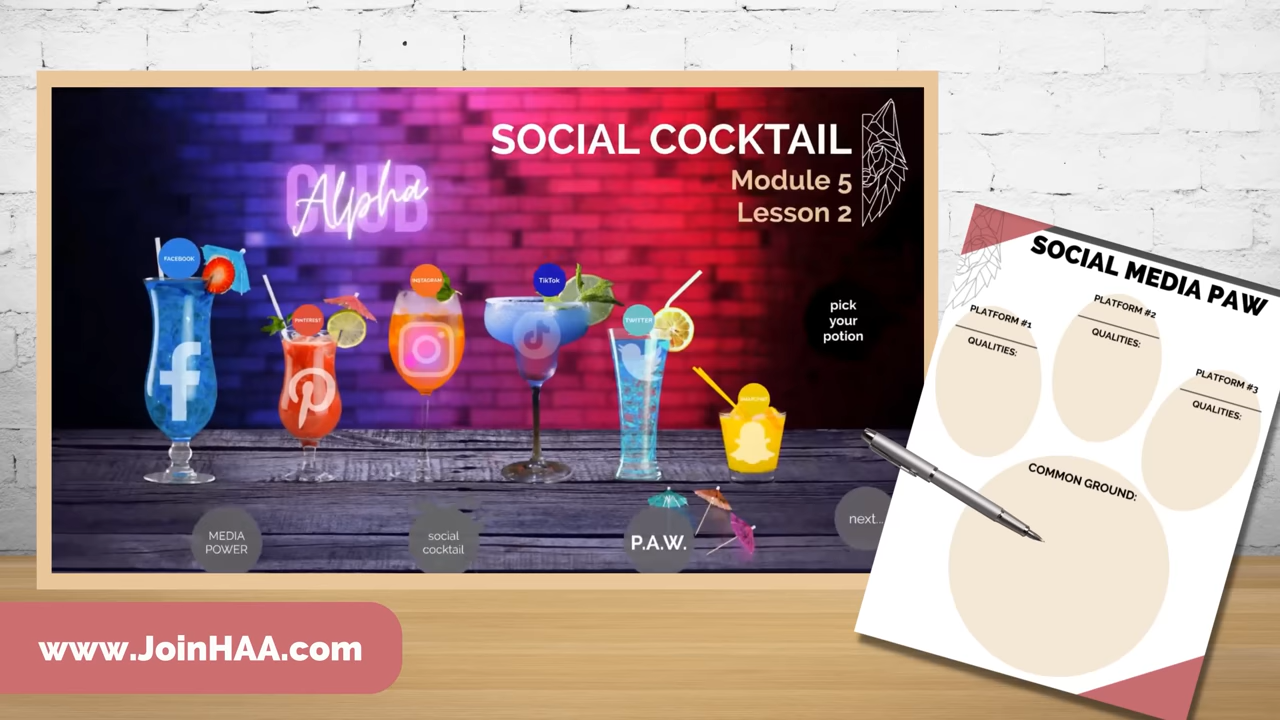 SOCIAL COCKTAIL
Module 5
Lesson 2
CLUB
Alpha
FACEBOOK
PINTEREST
INSTAGRAM
TikTok
TWITTER
SNAPCHAT
pick
your
potion
MEDIA
POWER
social
cocktail
P.A.W.
next...
SOCIAL MEDIA PAW
PLATFORM #1
QUALITIES:
PLATFORM #2
QUALITIES:
PLATFORM #3
QUALITIES:
COMMON GROUND:
www.JoinHAA.com